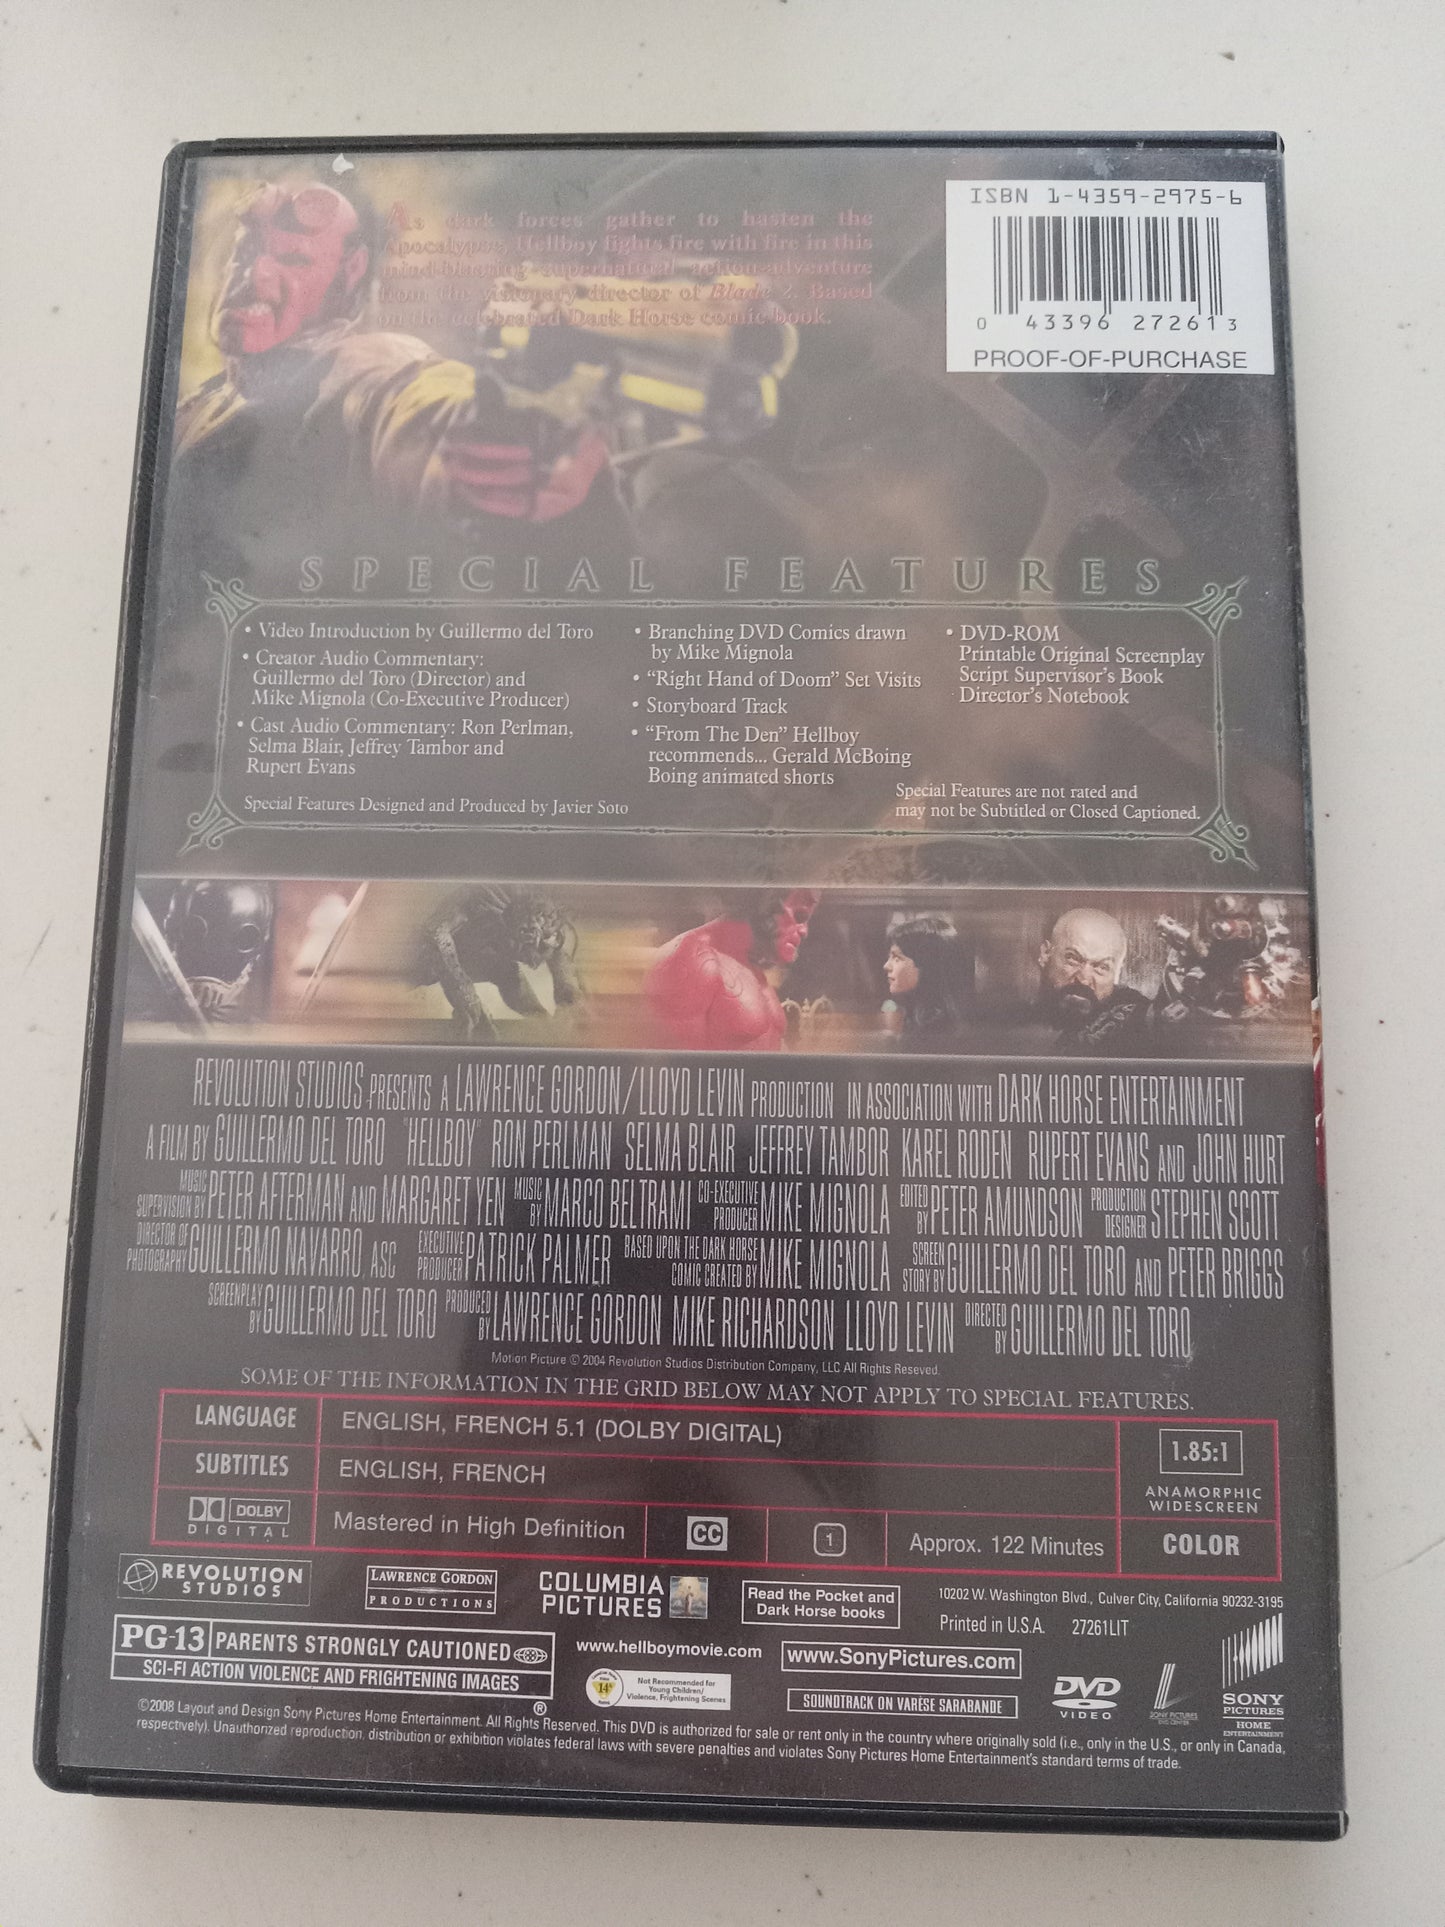 As dark forces gather to hasten the
Apocalypse, Hellboy fights fire with fire in this
mind-blazing supernatural action-adventure
from the visionary director of Blade 2. Based
on the celebrated Dark Horse comic book.
ISBN 1-4359-2975-6
0 43396 27261 3
PROOF-OF-PURCHASE
SPECIAL FEATURES
• Video Introduction by Guillermo del Toro
• Creator Audio Commentary:
Guillermo del Toro (Director) and
Mike Mignola (Co-Executive Producer)
• Cast Audio Commentary: Ron Perlman,
Selma Blair, Jeffrey Tambor and
Rupert Evans
• Branching DVD Comics drawn
by Mike Mignola
• "Right Hand of Doom" Set Visits
• Storyboard Track
• "From The Den" Hellboy
recommends... Gerald McBoing
Boing animated shorts
• DVD-ROM
Printable Original Screenplay
Script Supervisor's Book
Director's Notebook
Special Features Designed and Produced by Javier Soto
Special Features are not rated and
may not be Subtitled or Closed Captioned.
REVOLUTION STUDIOS PRESENTS A LAWRENCE GORDON/LLOYD LEVIN PRODUCTION IN ASSOCIATION WITH DARK HORSE ENTERTAINMENT
A FILM BY GUILLERMO DEL TORO "HELLBOY" RON PERLMAN SELMA BLAIR JEFFREY TAMBOR KAREL RODEN RUPERT EVANS AND JOHN HURT
MUSIC SUPERVISION BY PETER AFTERMAN AND MARGARET YEN MUSIC BY MARCO BELTRAMI CO-EXECUTIVE PRODUCER MIKE MIGNOLA EDITED BY PETER AMUNDSON PRODUCTION DESIGNER STEPHEN SCOTT
DIRECTOR OF PHOTOGRAPHY GUILLERMO NAVARRO, ASC EXECUTIVE PRODUCER PATRICK PALMER BASED UPON THE DARK HORSE COMIC CREATED BY MIKE MIGNOLA SCREEN STORY BY GUILLERMO DEL TORO AND PETER BRIGGS
SCREENPLAY BY GUILLERMO DEL TORO PRODUCED BY LAWRENCE GORDON MIKE RICHARDSON LLOYD LEVIN DIRECTED BY GUILLERMO DEL TORO
Motion Picture © 2004 Revolution Studios Distribution Company, LLC All Rights Reseved.
SOME OF THE INFORMATION IN THE GRID BELOW MAY NOT APPLY TO SPECIAL FEATURES.
LANGUAGE ENGLISH, FRENCH 5.1 (DOLBY DIGITAL)
SUBTITLES ENGLISH, FRENCH
1.85:1
ANAMORPHIC
WIDESCREEN
DOLBY
DIGITAL
Mastered in High Definition CC 1 Approx. 122 Minutes COLOR
REVOLUTION
STUDIOS
LAWRENCE GORDON
PRODUCTIONS
COLUMBIA
PICTURES
Read the Pocket and
Dark Horse books
10202 W. Washington Blvd., Culver City, California 90232-3195
Printed in U.S.A. 27261LIT
PG-13 PARENTS STRONGLY CAUTIONED
SCI-FI ACTION VIOLENCE AND FRIGHTENING IMAGES
®
www.hellboymovie.com
www.SonyPictures.com
14
Not Recommended for
Young Children/
Violence, Frightening Scenes
SOUNDTRACK ON VARÈSE SARABANDE
DVD
VIDEO
SONY PICTURES
DVD CENTER
SONY
PICTURES
HOME
ENTERTAINMENT
©2008 Layout and Design Sony Pictures Home Entertainment. All Rights Reserved. This DVD is authorized for sale or rent only in the country where originally sold (i.e., only in the U.S., or only in Canada,
respectively). Unauthorized reproduction, distribution or exhibition violates federal laws with severe penalties and violates Sony Pictures Home Entertainment's standard terms of trade.